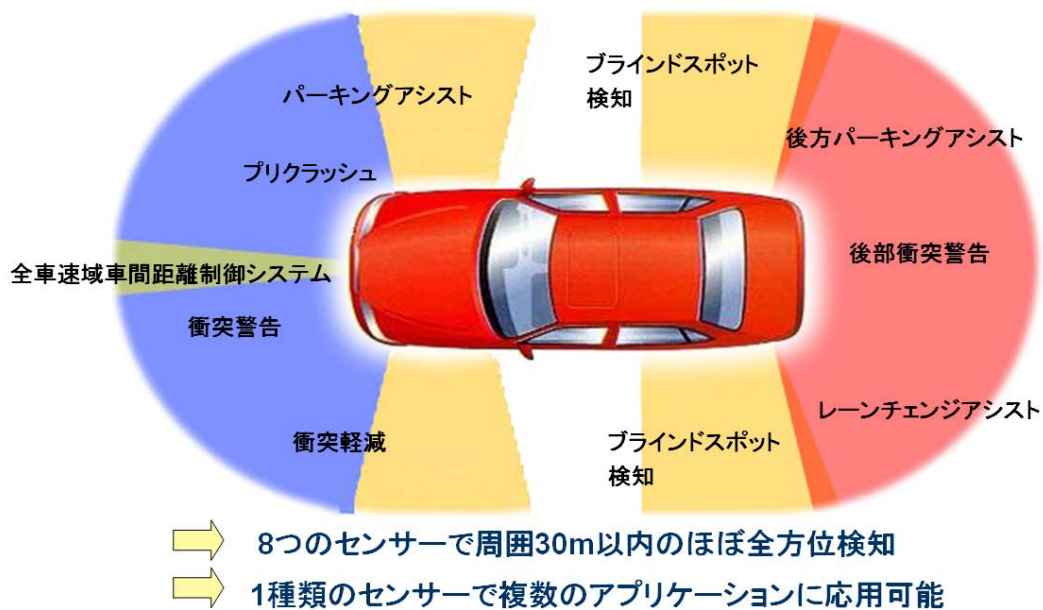 パーキングアシスト
ブラインドスポット
検知
後方パーキングアシスト
プリクラッシュ
後部衝突警告
全車速域車間距離制御システム
衝突警告
レーンチェンジアシスト
衝突軽減
ブラインドスポット
検知
8つのセンサーで周囲30m以内のほぼ全方位検知
1種類のセンサーで複数のアプリケーションに応用可能